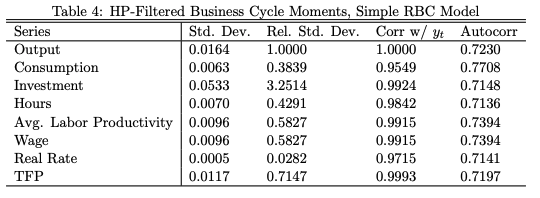 Table 4: HP-Filtered Business Cycle Moments, Simple RBC Model
Series Std. Dev. Rel. Std. Dev. Corr w/ yₜ Autocorr
Output 0.0164 1.0000 1.0000 0.7230
Consumption 0.0063 0.3839 0.9549 0.7708
Investment 0.0533 3.2514 0.9924 0.7148
Hours 0.0070 0.4291 0.9842 0.7136
Avg. Labor Productivity 0.0096 0.5827 0.9915 0.7394
Wage 0.0096 0.5827 0.9915 0.7394
Real Rate 0.0005 0.0282 0.9715 0.7141
TFP 0.0117 0.7147 0.9993 0.7197